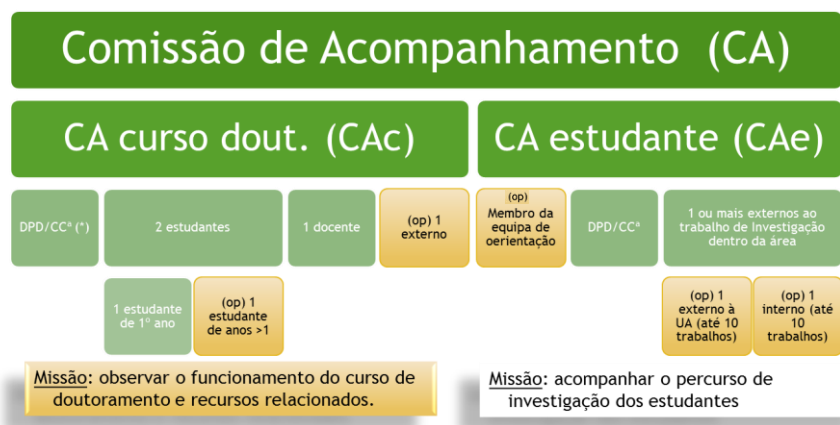 Comissão de Acompanhamento (CA)
CA curso dout. (CAc)
CA estudante (CAe)
DPD/CCª (*)
2 estudantes
1 docente
(op) 1
externo
(op)
Membro da
equipa de
oerientação
DPD/CCª
1 ou mais externos ao
trabalho de Investigação
dentro da área
1 estudante
de 1º ano
(op) 1
estudante
de anos >1
(op) 1
externo à
UA (até 10
trabalhos)
(op) 1
interno (até
10
trabalhos)
Missão: observar o funcionamento do curso de
doutoramento e recursos relacionados.
Missão: acompanhar o percurso de
investigação dos estudantes